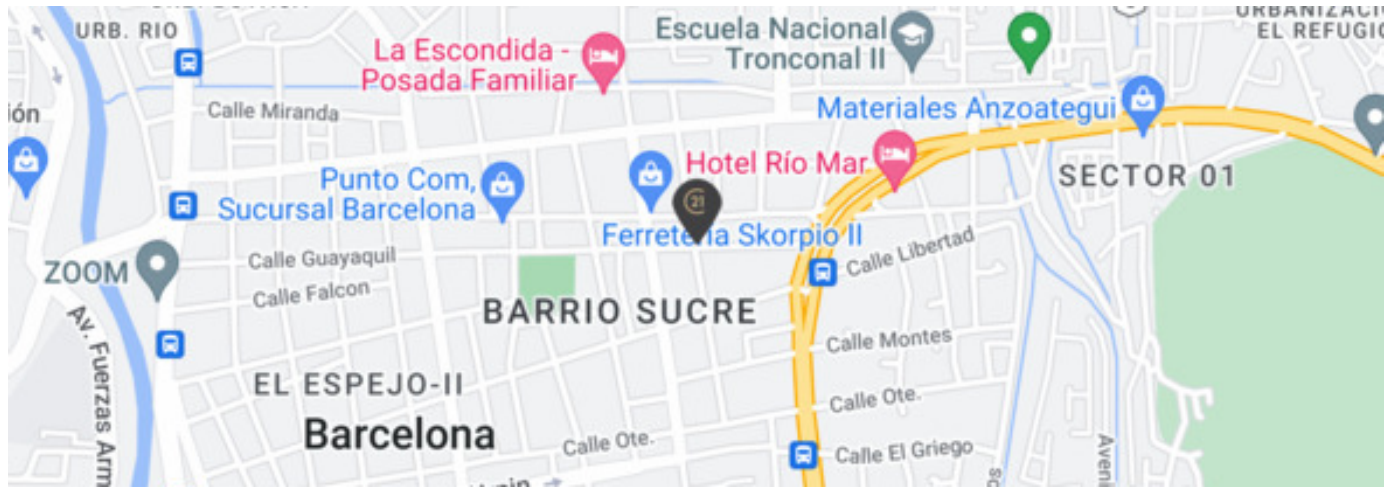 URB. RIO
La Escondida -
Posada Familiar
Escuela Nacional
Tronconal II
EL REFUGIO
ión
Calle Miranda
Materiales Anzoategui
Hotel Río Mar
SECTOR 01
Punto Com,
Sucursal Barcelona
21
Ferretería Skorpio II
Calle Guayaquil
Calle Libertad
ZOOM
Calle Falcon
BARRIO SUCRE
Av. Fuerzas Arm
Calle Montes
EL ESPEJO-II
Calle Ote.
Barcelona
Calle Ote.
Calle El Griego
Aveni